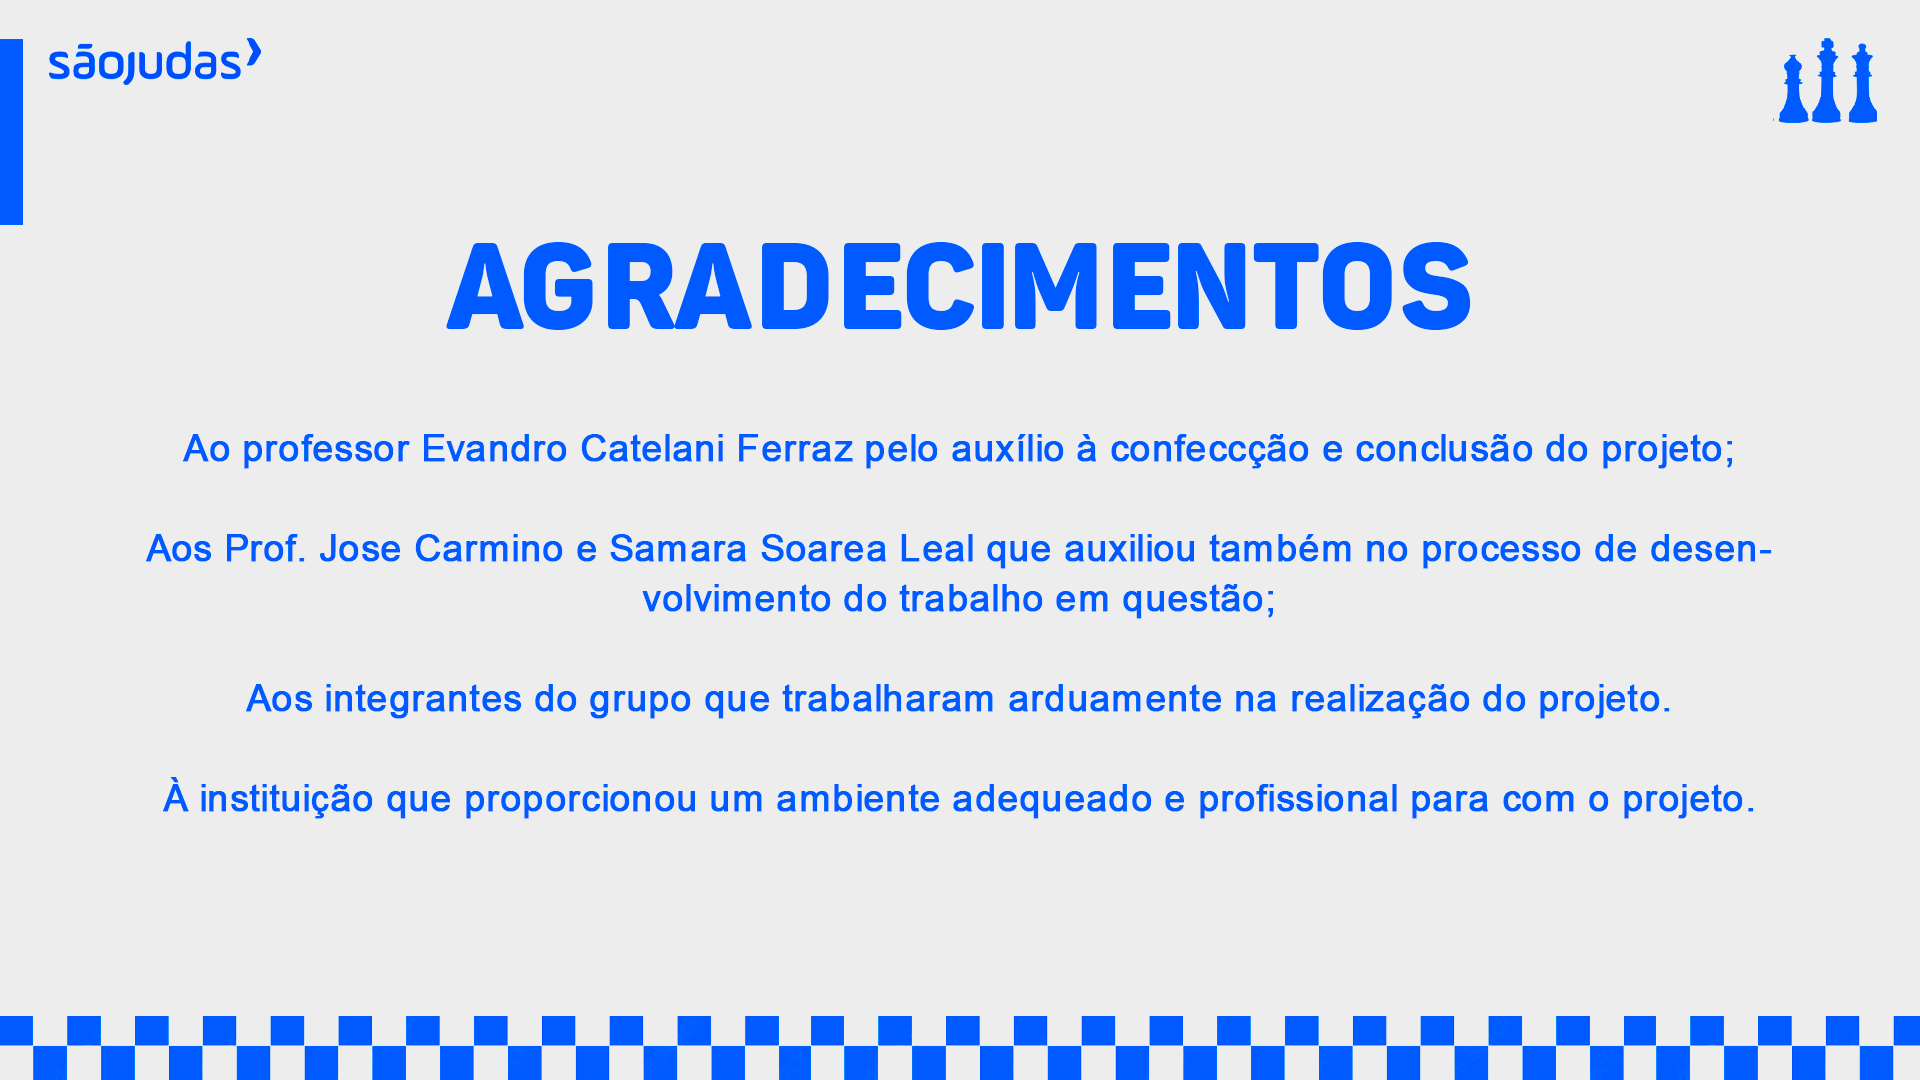 sãojudas
AGRADECIMENTOS
Ao professor Evandro Catelani Ferraz pelo auxílio à confeccção e conclusão do projeto;
Aos Prof. Jose Carmino e Samara Soarea Leal que auxiliou também no processo de desen-
volvimento do trabalho em questão;
Aos integrantes do grupo que trabalharam arduamente na realização do projeto.
À instituição que proporcionou um ambiente adequeado e profissional para com o projeto.